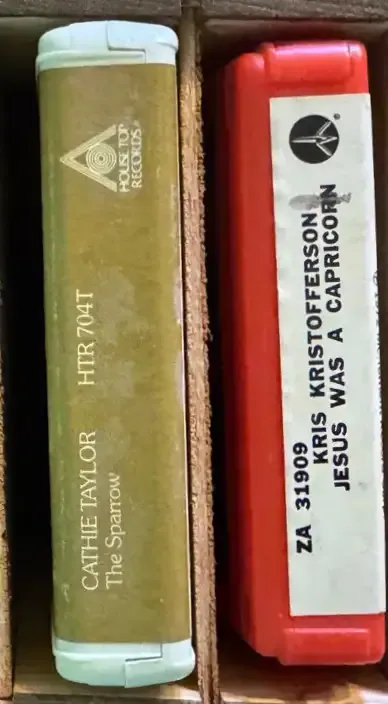 HOUSE TOP
RECORDS
CATHIE TAYLOR HTR 704T
The Sparrow
ZA 31909
KRIS KRISTOFFERSON
JESUS WAS A CAPRICORN